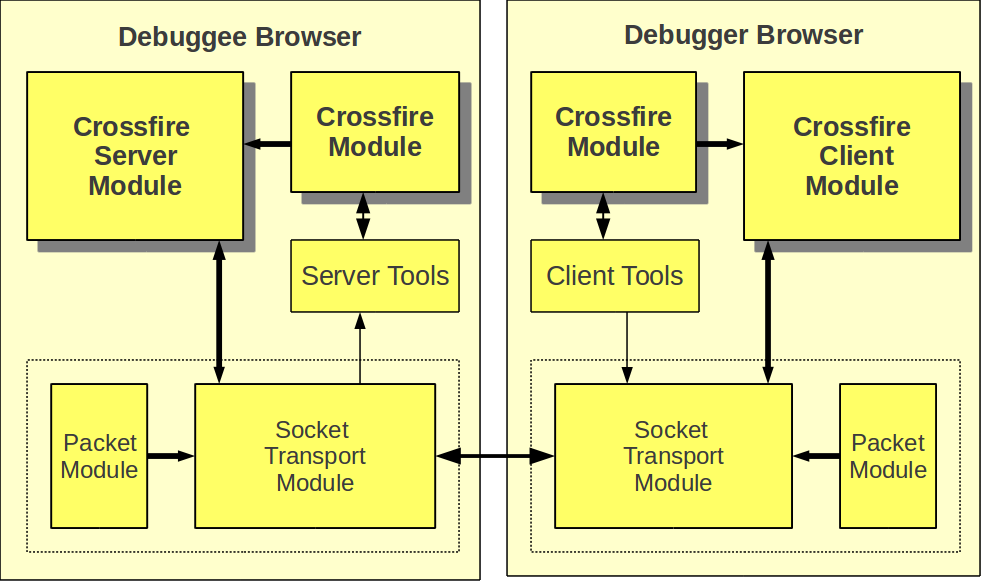 Debuggee Browser
Crossfire
Server
Module
Crossfire
Module
Server Tools
Packet
Module
Socket
Transport
Module
Debugger Browser
Crossfire
Module
Crossfire
Client
Module
Client Tools
Socket
Transport
Module
Packet
Module